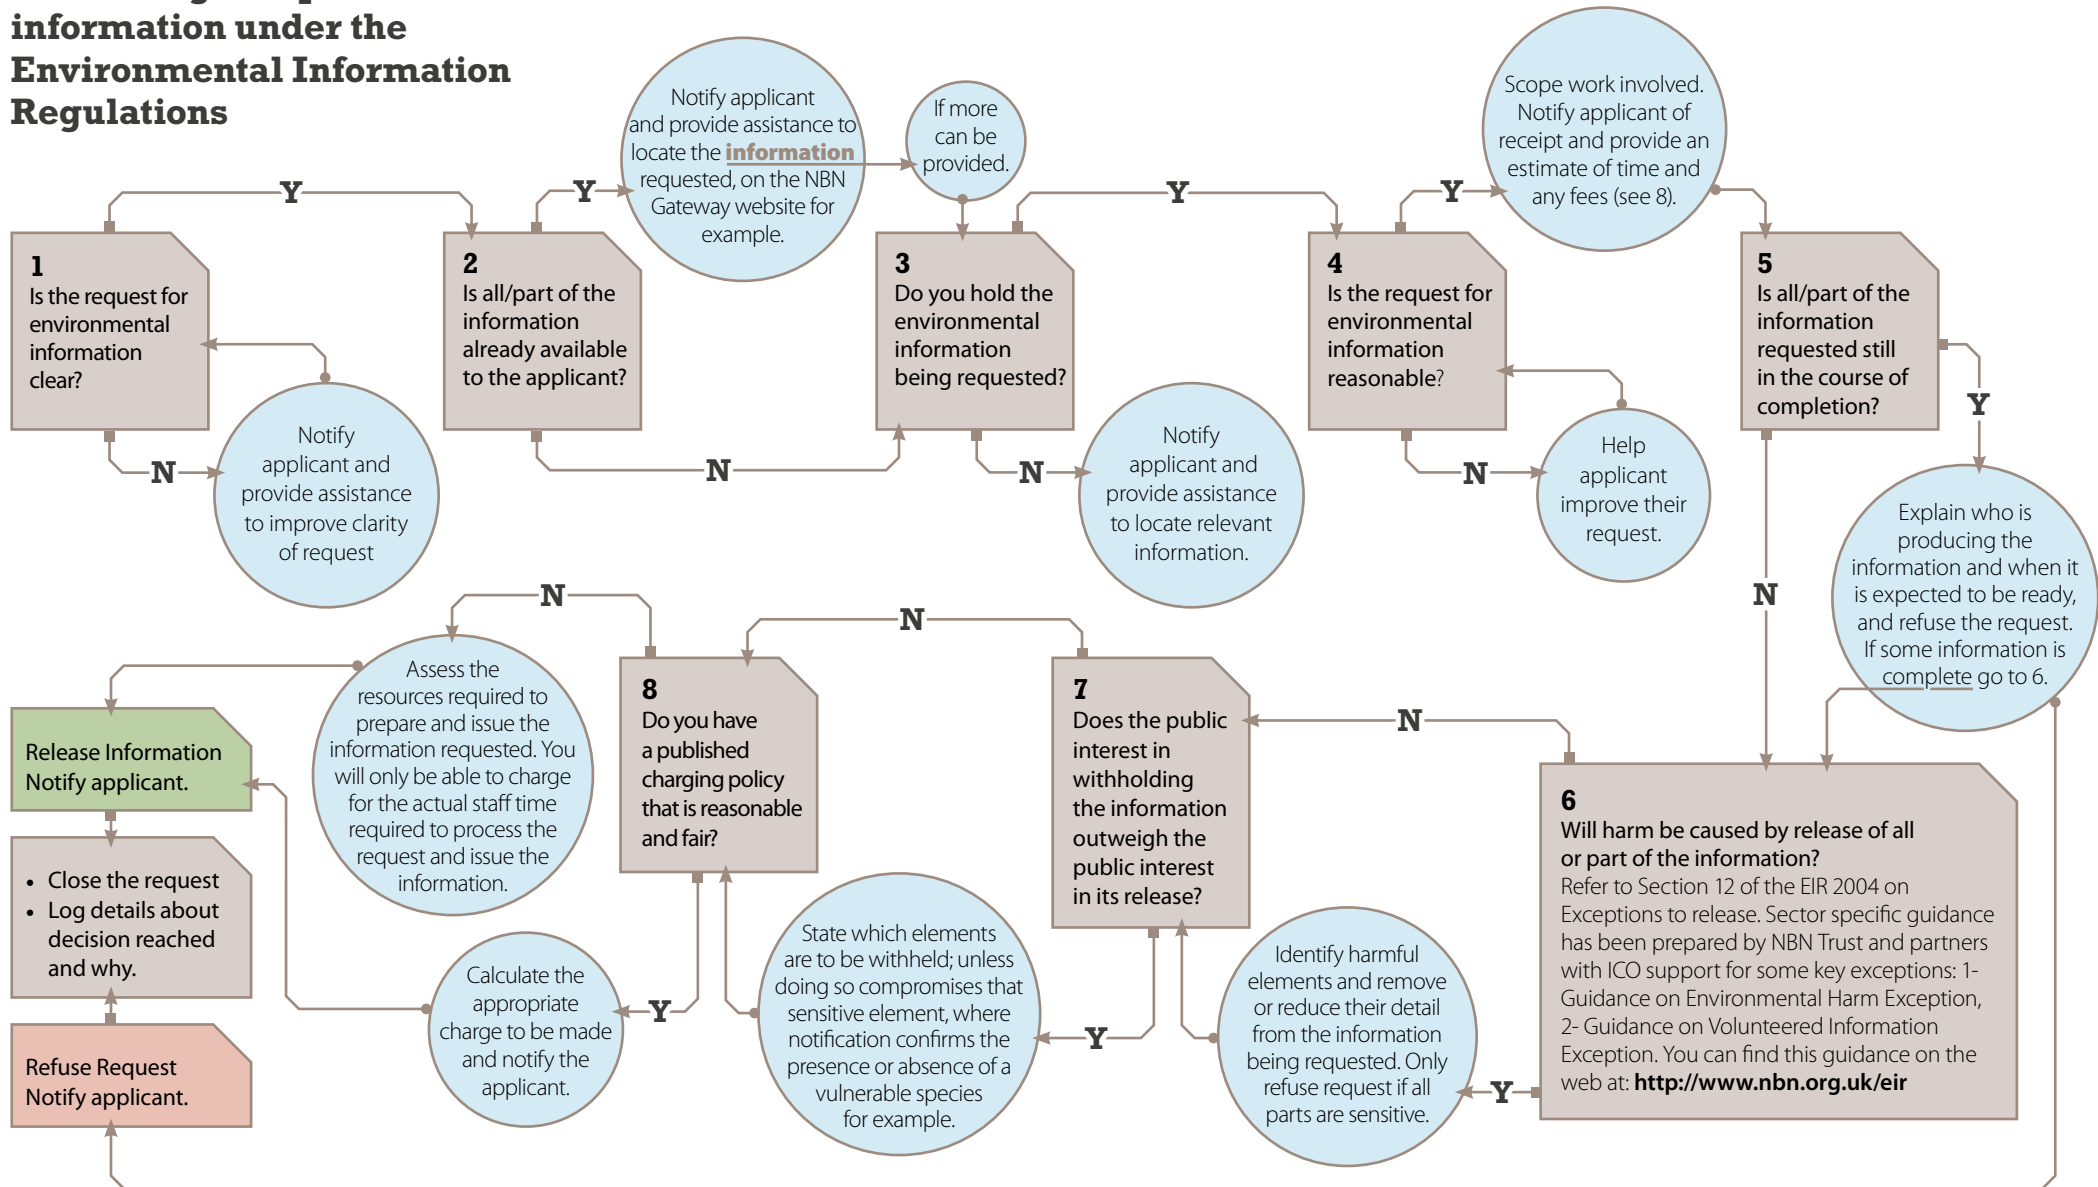 information under the
Environmental Information
Regulations
Notify applicant
and provide assistance to
locate the information
requested, on the NBN
Gateway website for
example.
If more
can be
provided.
Scope work involved.
Notify applicant of
receipt and provide an
estimate of time and
any fees (see 8).
Y
Y
Y
Y
1
Is the request for
environmental
information
clear?
2
Is all/part of the
information
already available
to the applicant?
3
Do you hold the
environmental
information
being requested?
4
Is the request for
environmental
information
reasonable?
5
Is all/part of the
information
requested still
in the course of
completion?
Y
N
Notify
applicant and
provide assistance
to improve clarity
of request
N
N
Notify
applicant and
provide assistance
to locate relevant
information.
N
Help
applicant
improve their
request.
N
Explain who is
producing the
information and when it
is expected to be ready,
and refuse the request.
If some information is
complete go to 6.
6
Will harm be caused by release of all
or part of the information?
Refer to Section 12 of the EIR 2004 on
Exceptions to release. Sector specific guidance
has been prepared by NBN Trust and partners
with ICO support for some key exceptions: 1-
Guidance on Environmental Harm Exception,
2- Guidance on Volunteered Information
Exception. You can find this guidance on the
web at: http://www.nbn.org.uk/eir
N
Y
Identify harmful
elements and remove
or reduce their detail
from the information
being requested. Only
refuse request if all
parts are sensitive.
7
Does the public
interest in
withholding
the information
outweigh the
public interest
in its release?
N
Y
State which elements
are to be withheld; unless
doing so compromises that
sensitive element, where
notification confirms the
presence or absence of a
vulnerable species
for example.
8
Do you have
a published
charging policy
that is reasonable
and fair?
N
Y
Assess the
resources required to
prepare and issue the
information requested. You
will only be able to charge
for the actual staff time
required to process the
request and issue the
information.
Calculate the
appropriate
charge to be made
and notify the
applicant.
Release Information
Notify applicant.
• Close the request
• Log details about
decision reached
and why.
Refuse Request
Notify applicant.